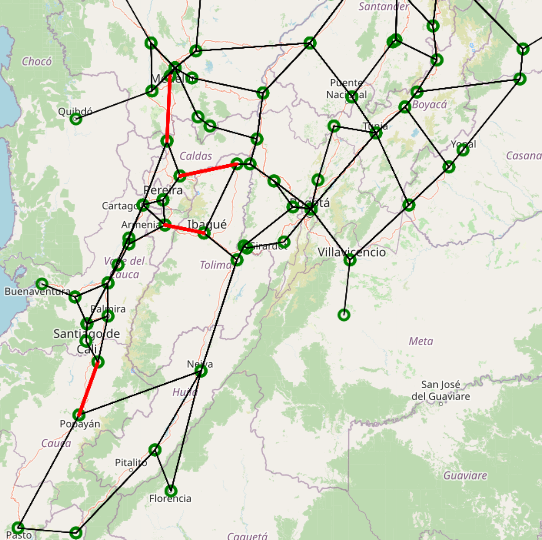 Santander
Chocó
Medellín
Puente
Nacional
Boyacá
Quibdó
Tunja
Yopal
Caldas
Casana
Pereira
Cartago
Armenia
Ibagué
Bogotá
Girardot
Villavicencio
Tolima
Valle del
Cauca
Buenaventura
Palmira
Santiago de
Cali
Meta
Neiva
San José
del Guaviare
Huila
Popayán
Cauca
Pitalito
Guaviare
Florencia
Pasto
Caquetá